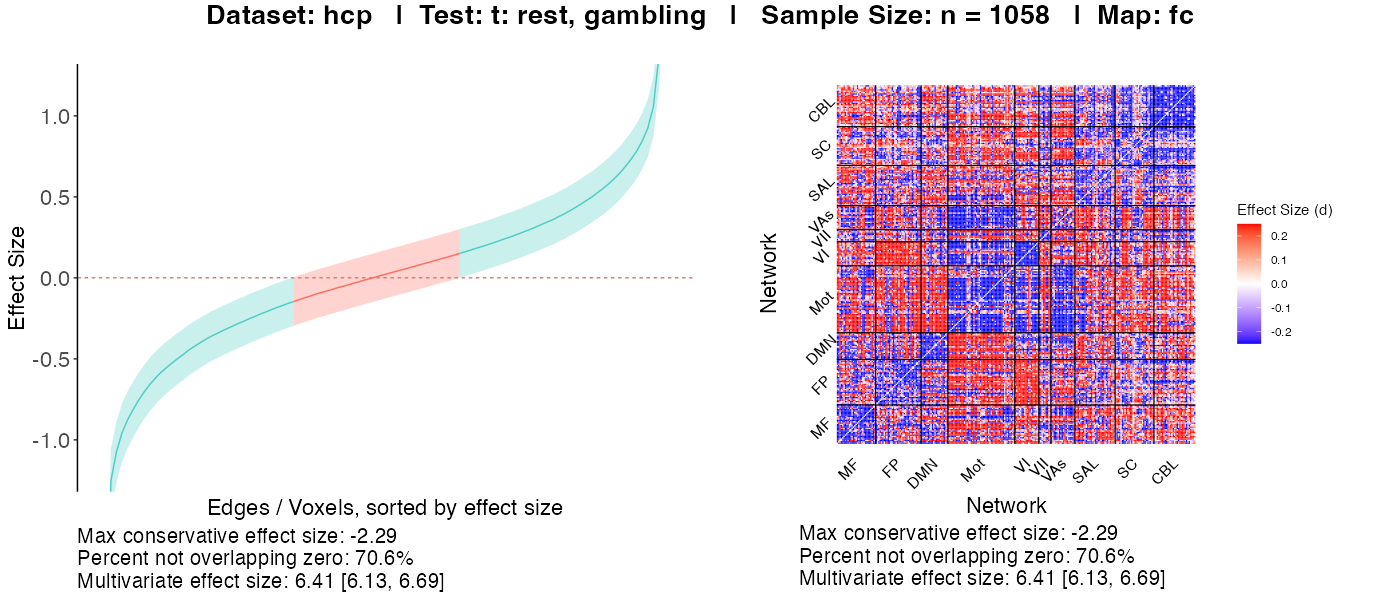 Dataset: hcp | Test: t: rest, gambling | Sample Size: n = 1058 | Map: fc
Effect Size
1.0
0.5
0.0
-0.5
-1.0
Edges / Voxels, sorted by effect size
Max conservative effect size: -2.29
Percent not overlapping zero: 70.6%
Multivariate effect size: 6.41 [6.13, 6.69]
Network
CBL
SC
SAL
VAs
VII
VI
Mot
DMN
FP
MF
MF
FP
DMN
Mot
VI
VII
VAs
SAL
SC
CBL
Network
Max conservative effect size: -2.29
Percent not overlapping zero: 70.6%
Multivariate effect size: 6.41 [6.13, 6.69]
Effect Size (d)
0.2
0.1
0.0
-0.1
-0.2